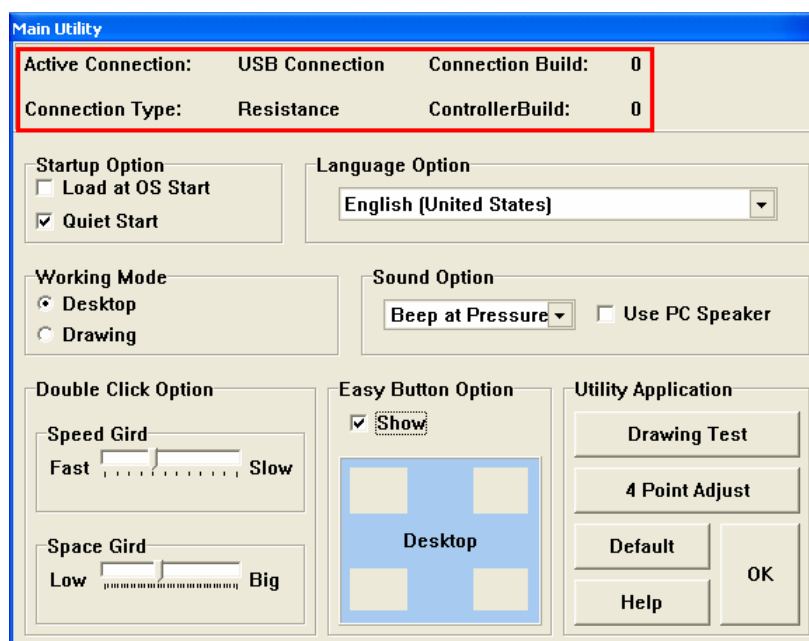 Main Utility
Active Connection: USB Connection Connection Build: 0
Connection Type: Resistance ControllerBuild: 0
Startup Option
Load at OS Start
Quiet Start
Language Option
English (United States)
Working Mode
Desktop
Drawing
Sound Option
Beep at Pressure
Use PC Speaker
Double Click Option
Speed Gird
Fast Slow
Space Gird
Low Big
Easy Button Option
Show
Desktop
Utility Application
Drawing Test
4 Point Adjust
Default
Help
OK